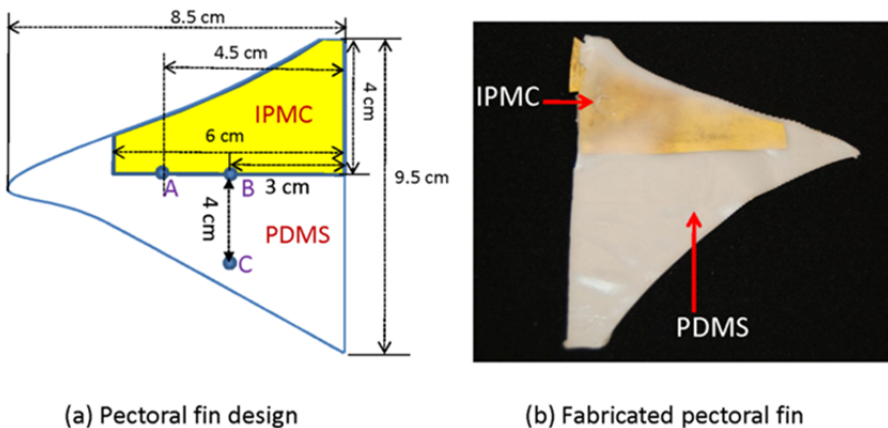 8.5 cm
4.5 cm
IPMC
4 cm
6 cm
A
B
3 cm
9.5 cm
4 cm
PDMS
C
IPMC
PDMS
(a) Pectoral fin design
(b) Fabricated pectoral fin